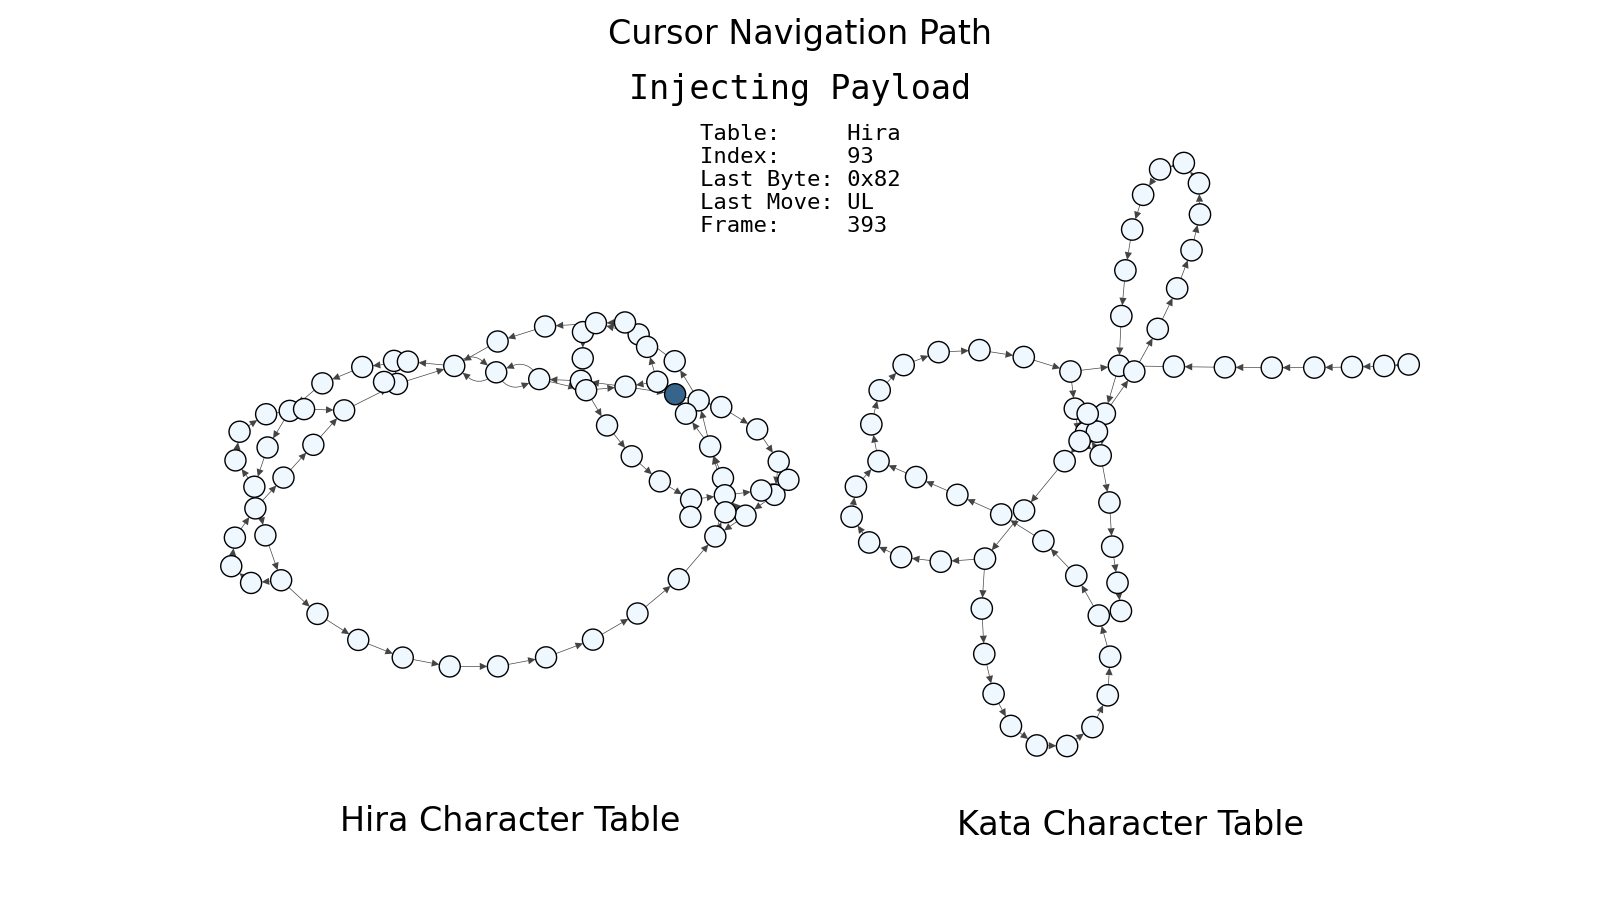 Cursor Navigation Path
Injecting Payload
Table: Hira
Index: 93
Last Byte: 0x82
Last Move: UL
Frame: 393
Hira Character Table
Kata Character Table